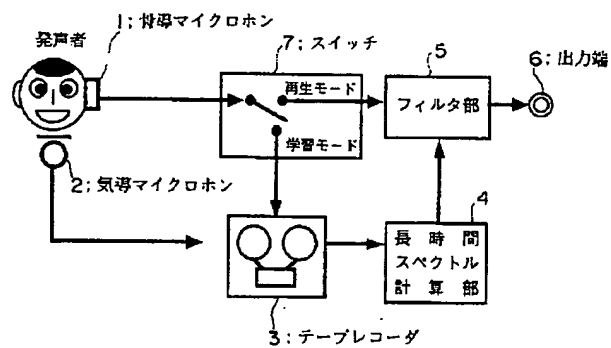 1;骨導マイクロホン
発声者
7;スイッチ
5
6;出力端
再生モード
フィルタ部
学習モード
2;気導マイクロホン
4
長時間
スペクトル
計算部
3;テープレコーダ